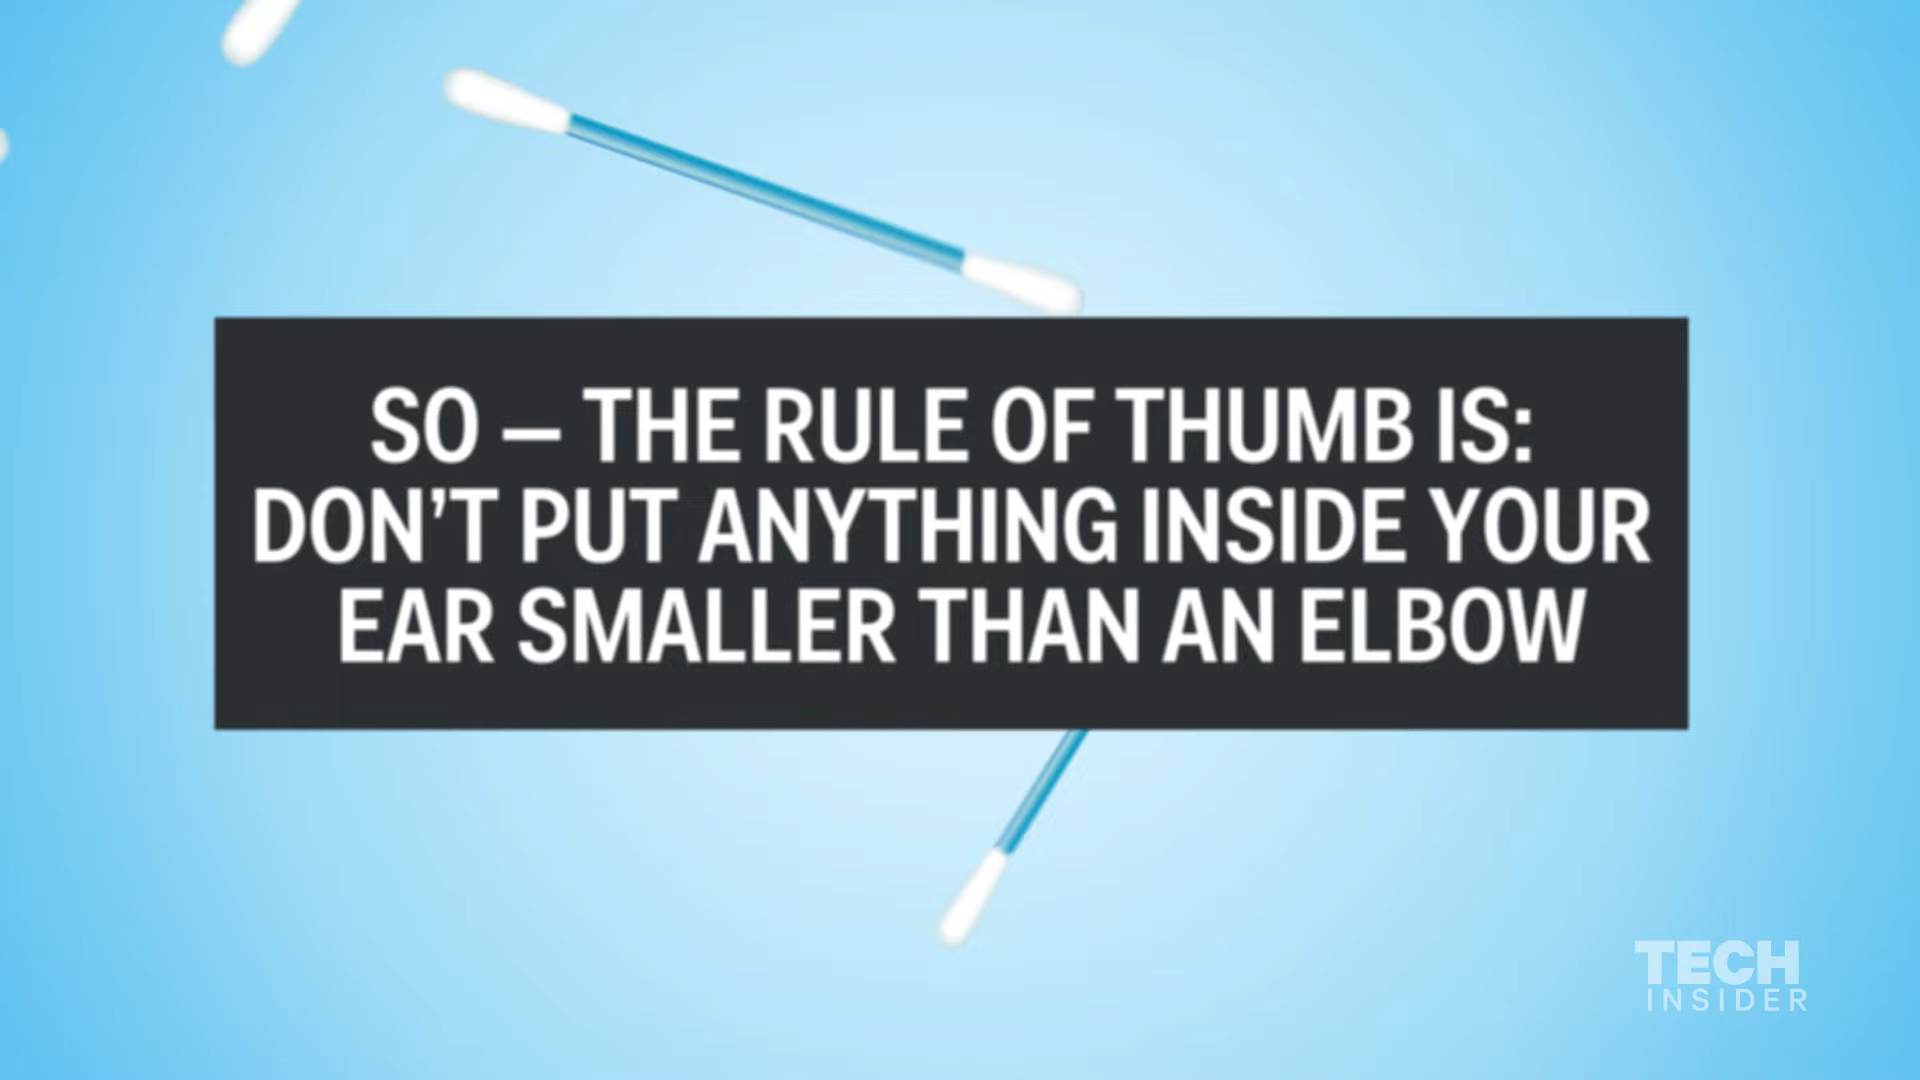 SO – THE RULE OF THUMB IS:
DON’T PUT ANYTHING INSIDE YOUR
EAR SMALLER THAN AN ELBOW
TECH
INSIDER